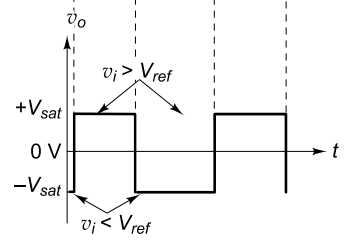 v_o
v_i > V_ref
+V_sat
0 V
t
−V_sat
v_i < V_ref